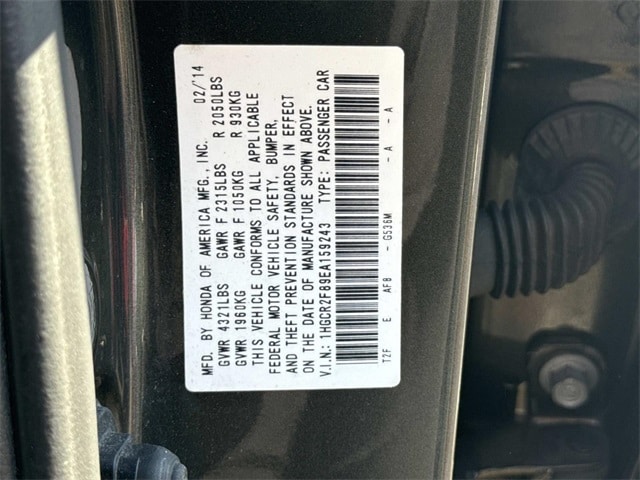 MFD. BY HONDA OF AMERICA MFG., INC. 02/'14
GVWR 4321LBS GAWR F 2315LBS R 2050LBS
GVWR 1960KG GAWR F 1050KG R 930KG
THIS VEHICLE CONFORMS TO ALL APPLICABLE
FEDERAL MOTOR VEHICLE SAFETY, BUMPER,
AND THEFT PREVENTION STANDARDS IN EFFECT
ON THE DATE OF MANUFACTURE SHOWN ABOVE.
V.I.N.: 1HGCR2F89EA159243 TYPE: PASSENGER CAR
T2F E AF8 - G536M - A - A